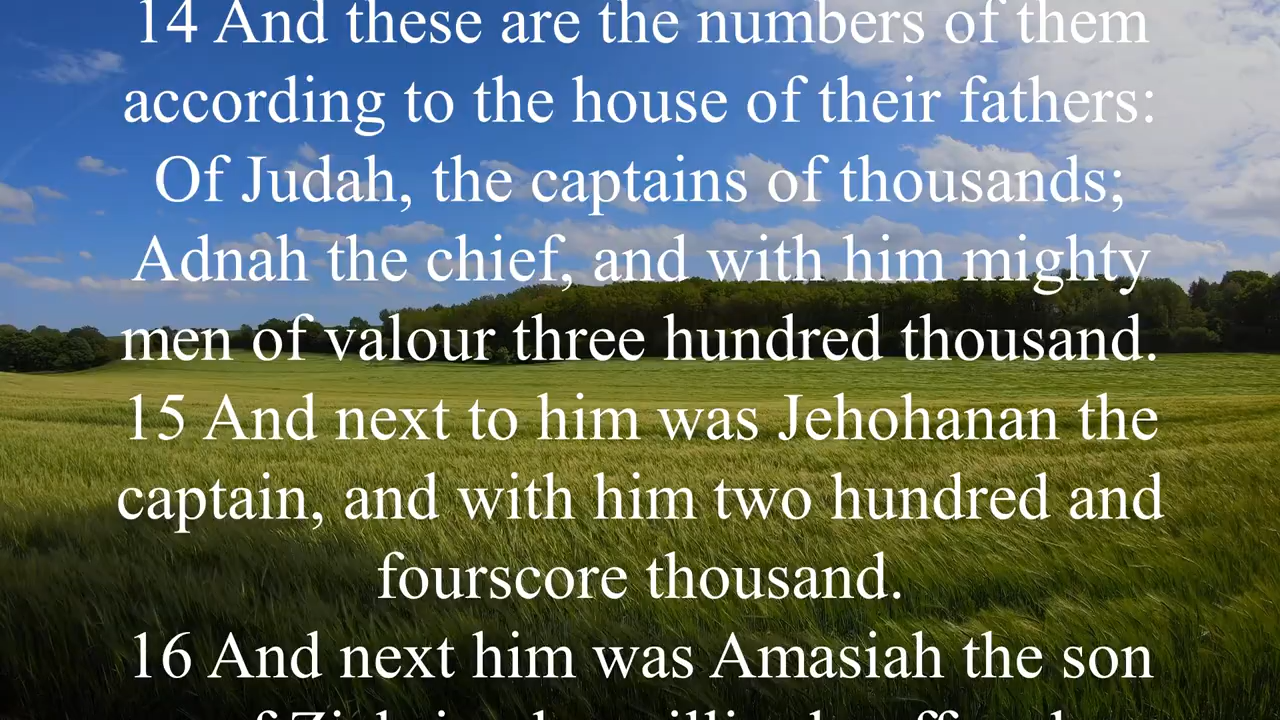 14 And these are the numbers of them
according to the house of their fathers:
Of Judah, the captains of thousands;
Adnah the chief, and with him mighty
men of valour three hundred thousand.
15 And next to him was Jehohanan the
captain, and with him two hundred and
fourscore thousand.
16 And next him was Amasiah the son